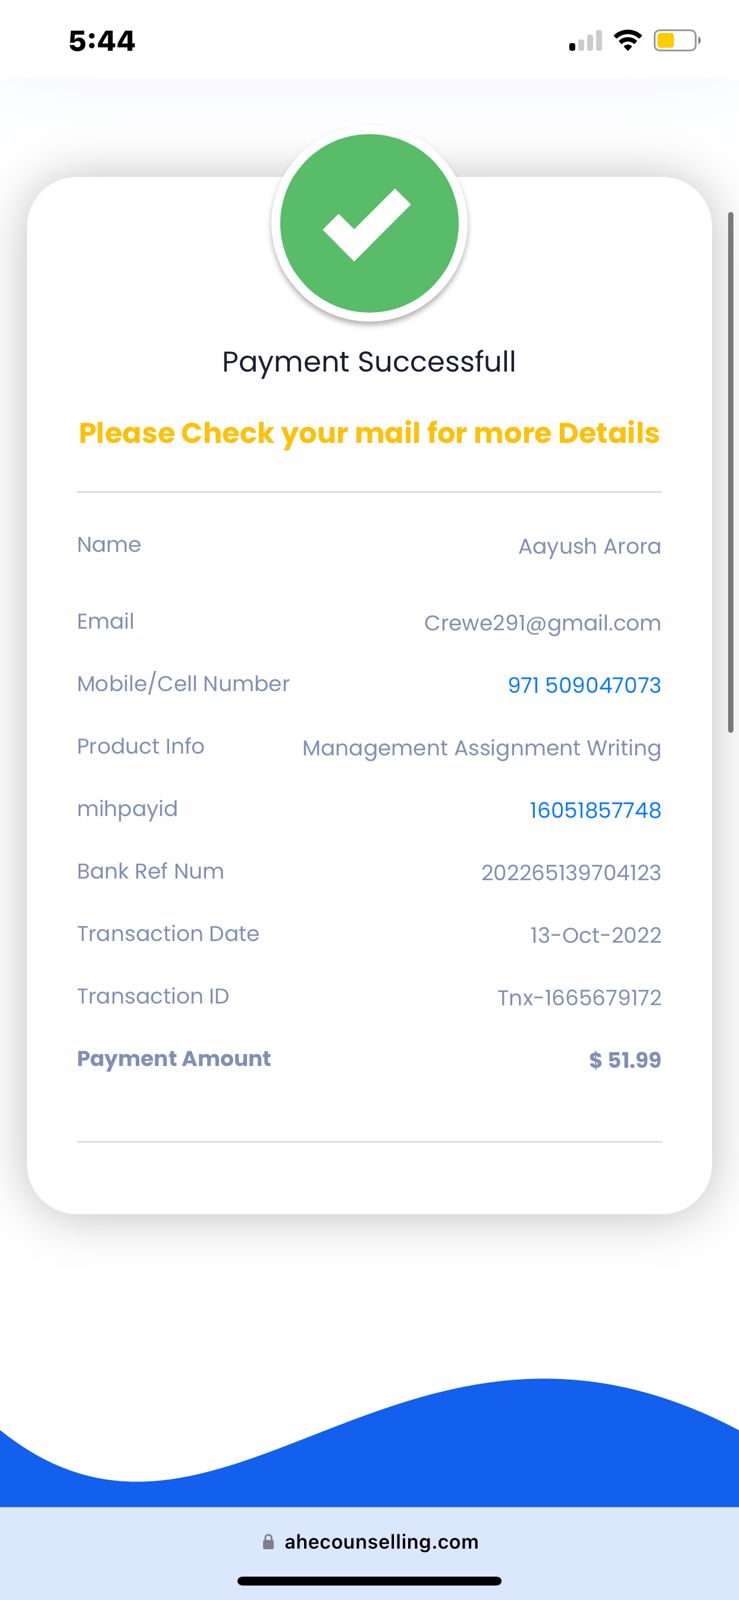 5:44
Payment Successfull
Please Check your mail for more Details
Name Aayush Arora
Email Crewe291@gmail.com
Mobile/Cell Number 971 509047073
Product Info Management Assignment Writing
mihpayid 16051857748
Bank Ref Num 202265139704123
Transaction Date 13-Oct-2022
Transaction ID Tnx-1665679172
Payment Amount $ 51.99
ahecounselling.com